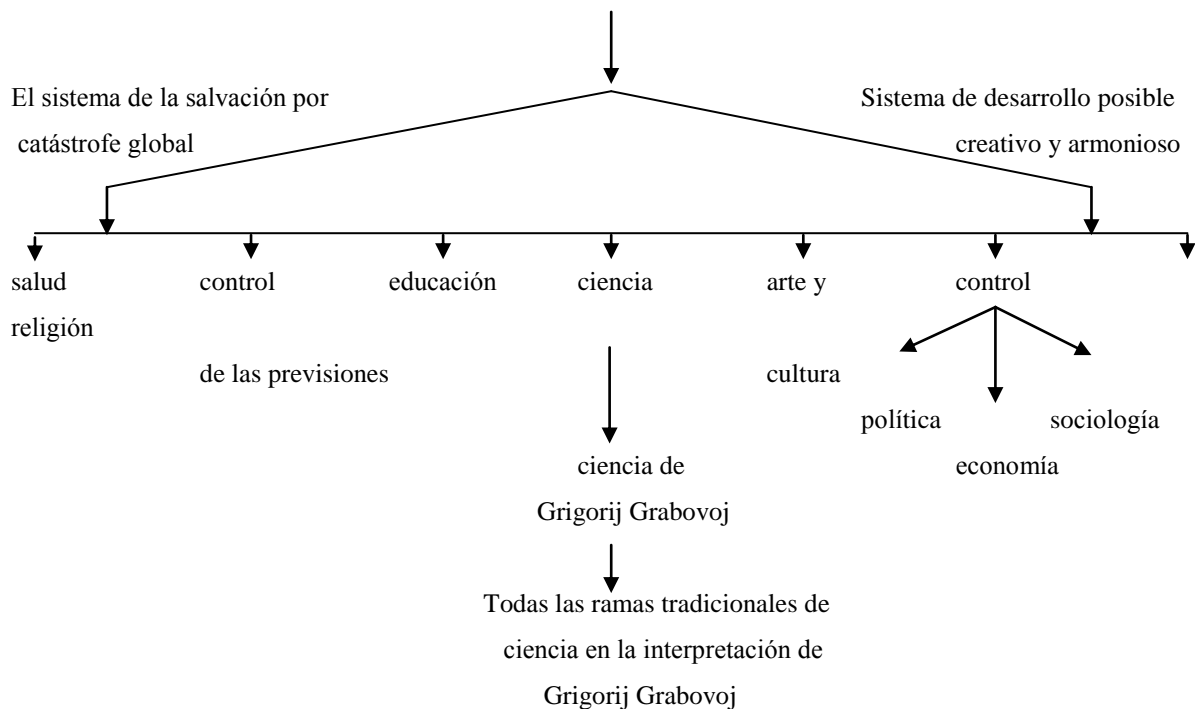 El sistema de la salvación por
catástrofe global
Sistema de desarrollo posible
creativo y armonioso
salud control educación ciencia arte y control
religión
de las previsiones cultura
política sociología
ciencia de economía
Grigorij Grabovoj
Todas las ramas tradicionales de
ciencia en la interpretación de
Grigorij Grabovoj